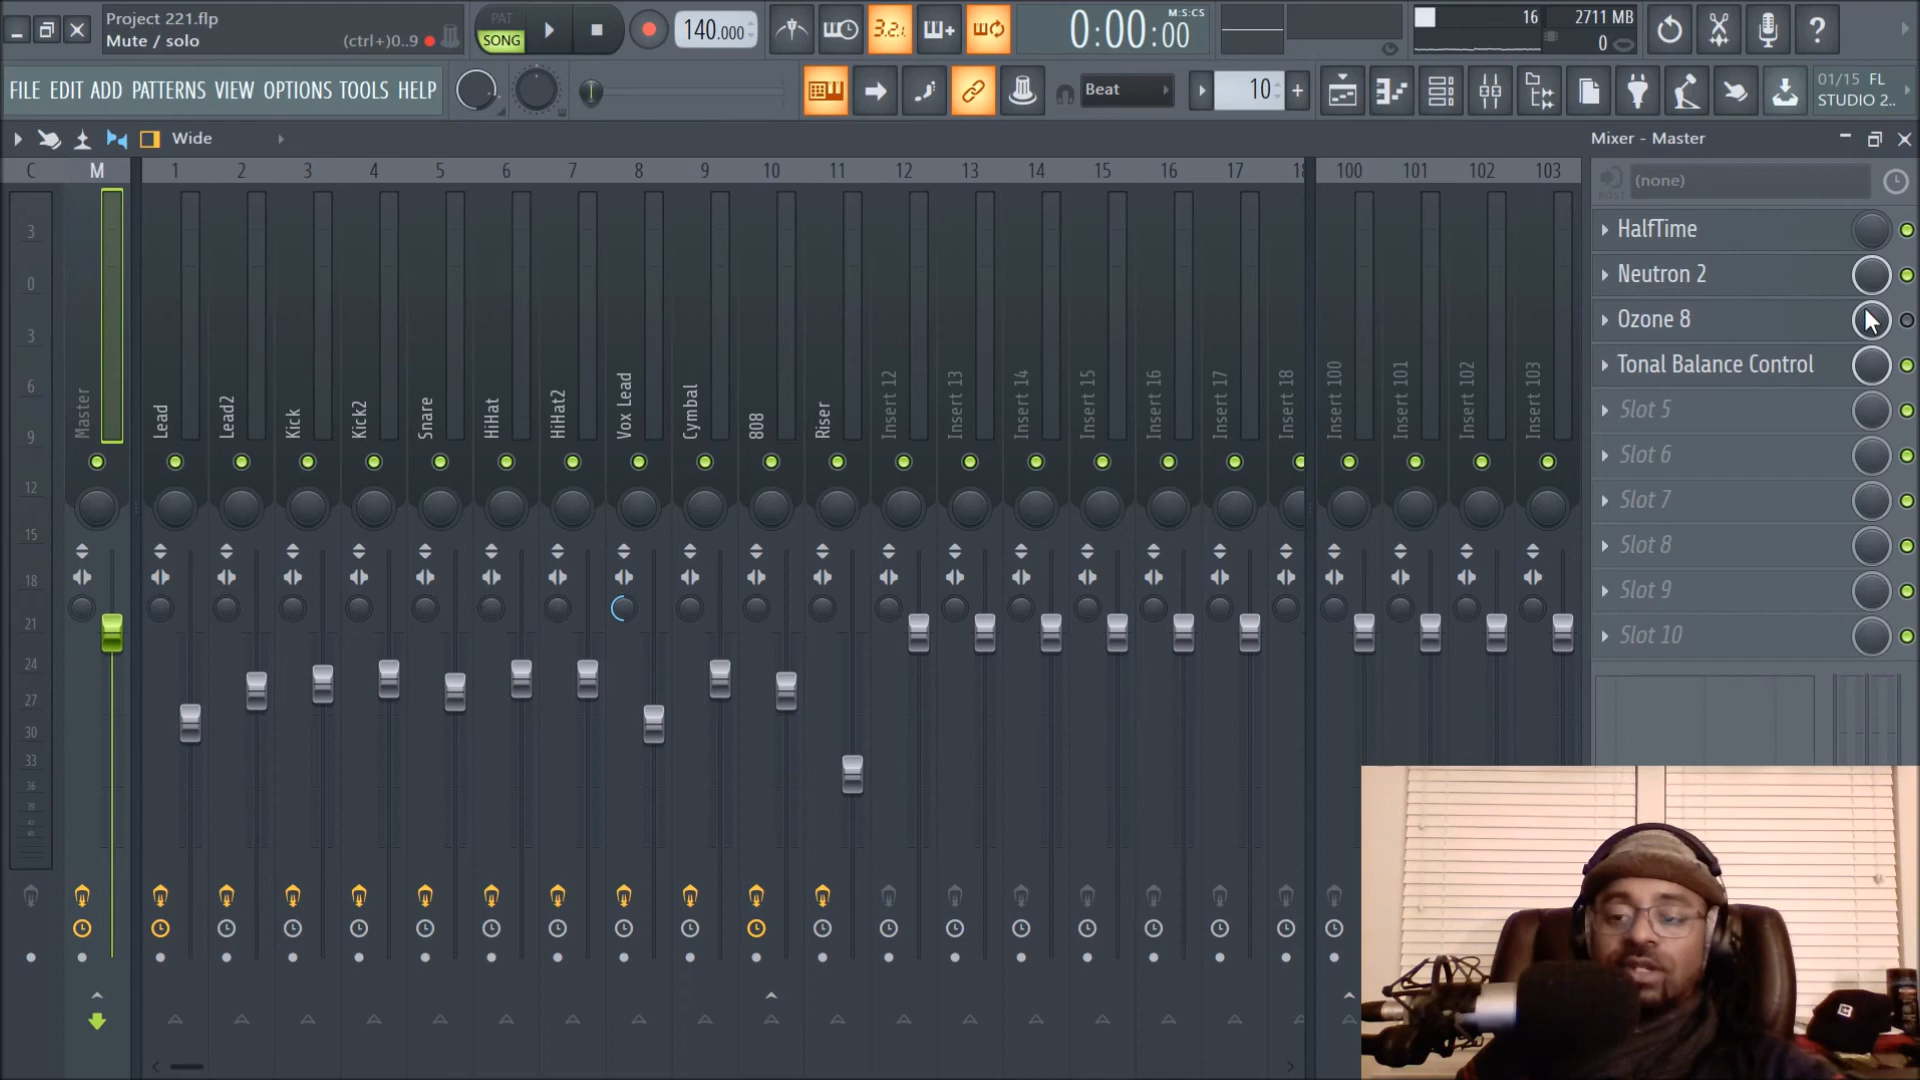 Project 221.flp
Mute / solo
(ctrl+)0..9
PAT
SONG
140.000
3.2.
0:00:00
M:S:CS
16
2711 MB
0
?
FILE EDIT ADD PATTERNS VIEW OPTIONS TOOLS HELP
Beat
10
01/15 FL
STUDIO 2..
Wide
Mixer - Master
C M 1 2 3 4 5 6 7 8 9 10 11 12 13 14 15 16 17 18 100 101 102 103
3
0
3
6
9
12
15
18
21
24
27
30
33
36
39
Master
Lead
Lead2
Kick
Kick2
Snare
HiHat
HiHat2
Vox Lead
Cymbal
808
Riser
Insert 12
Insert 13
Insert 14
Insert 15
Insert 16
Insert 17
Insert 18
Insert 100
Insert 101
Insert 102
Insert 103
POST
(none)
HalfTime
Neutron 2
Ozone 8
Tonal Balance Control
Slot 5
Slot 6
Slot 7
Slot 8
Slot 9
Slot 10